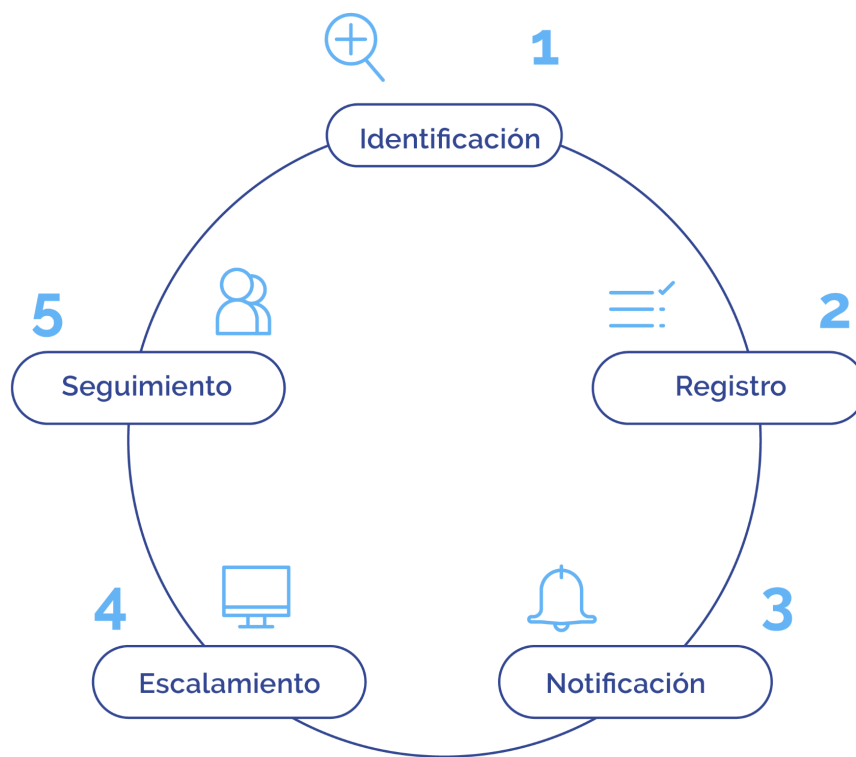 1
Identificación
2
Registro
3
Notificación
4
Escalamiento
5
Seguimiento